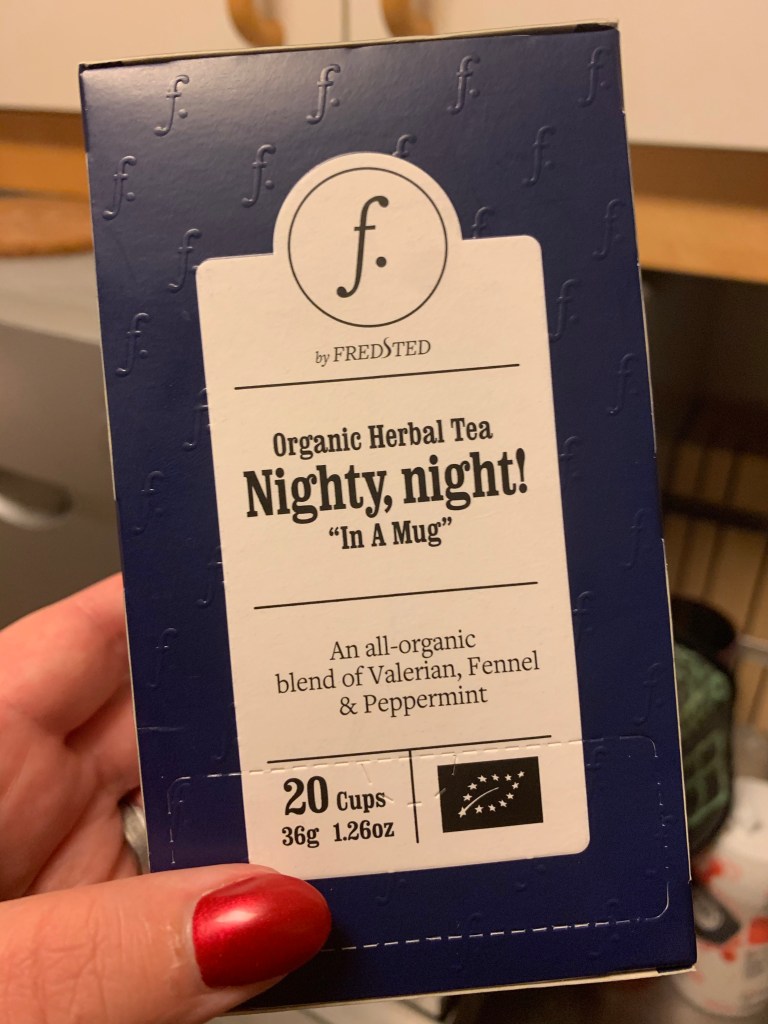 f.
by FREDSTED
Organic Herbal Tea
Nighty, night!
“In A Mug”
An all-organic
blend of Valerian, Fennel
& Peppermint
20 Cups
36g 1.26oz